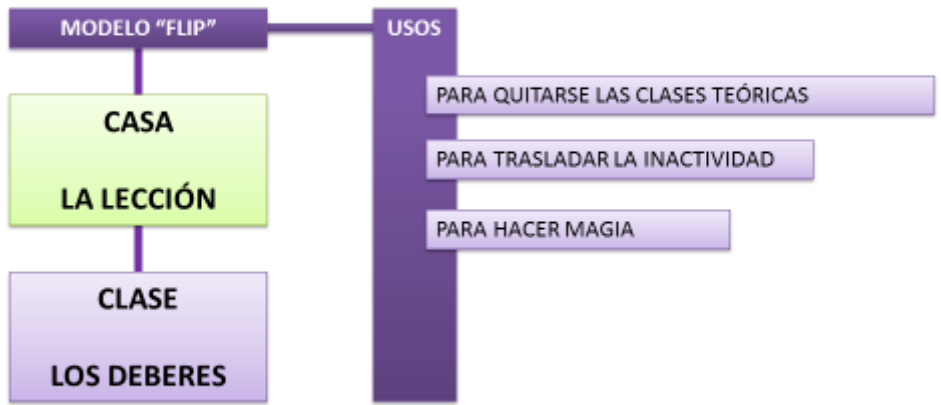 MODELO “FLIP”
CASA
LA LECCIÓN
CLASE
LOS DEBERES
USOS
PARA QUITARSE LAS CLASES TEÓRICAS
PARA TRASLADAR LA INACTIVIDAD
PARA HACER MAGIA